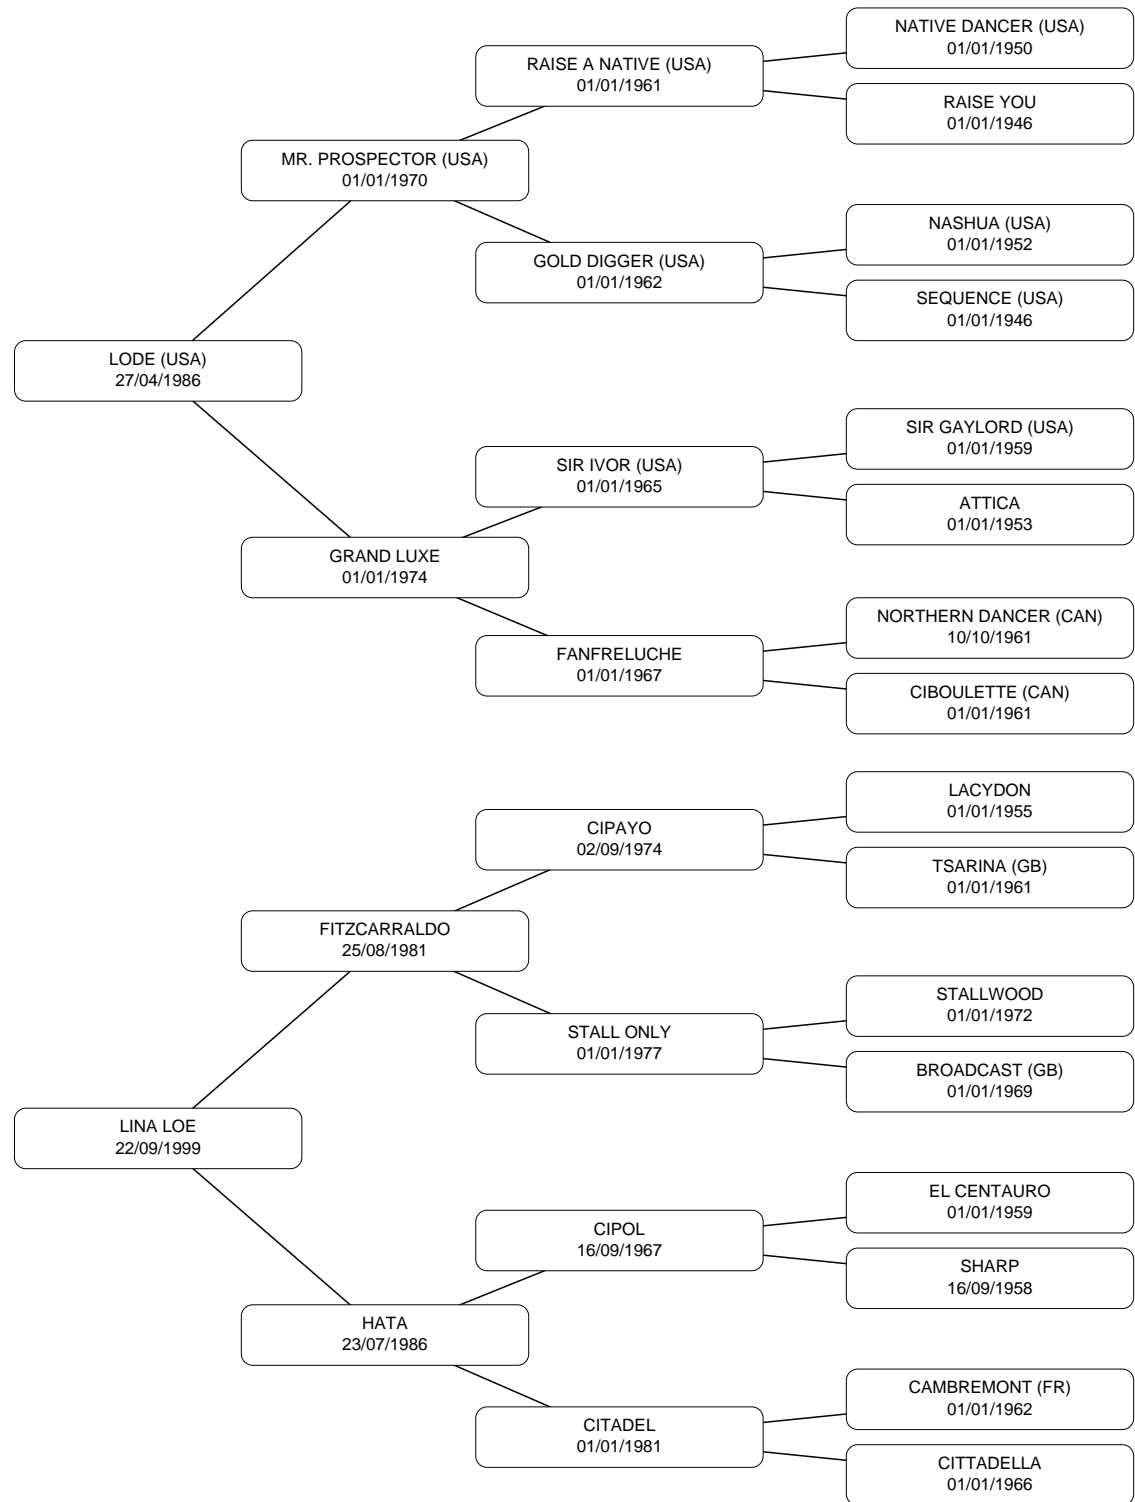 NATIVE DANCER (USA)
01/01/1950
RAISE A NATIVE (USA)
01/01/1961
RAISE YOU
01/01/1946
MR. PROSPECTOR (USA)
01/01/1970
NASHUA (USA)
01/01/1952
GOLD DIGGER (USA)
01/01/1962
SEQUENCE (USA)
01/01/1946
LODE (USA)
27/04/1986
SIR GAYLORD (USA)
01/01/1959
SIR IVOR (USA)
01/01/1965
ATTICA
01/01/1953
GRAND LUXE
01/01/1974
NORTHERN DANCER (CAN)
10/10/1961
FANFRELUCHE
01/01/1967
CIBOULETTE (CAN)
01/01/1961
LACYDON
01/01/1955
CIPAYO
02/09/1974
TSARINA (GB)
01/01/1961
FITZCARRALDO
25/08/1981
STALLWOOD
01/01/1972
STALL ONLY
01/01/1977
BROADCAST (GB)
01/01/1969
LINA LOE
22/09/1999
EL CENTAURO
01/01/1959
CIPOL
16/09/1967
SHARP
16/09/1958
HATA
23/07/1986
CAMBREMONT (FR)
01/01/1962
CITADEL
01/01/1981
CITTADELLA
01/01/1966